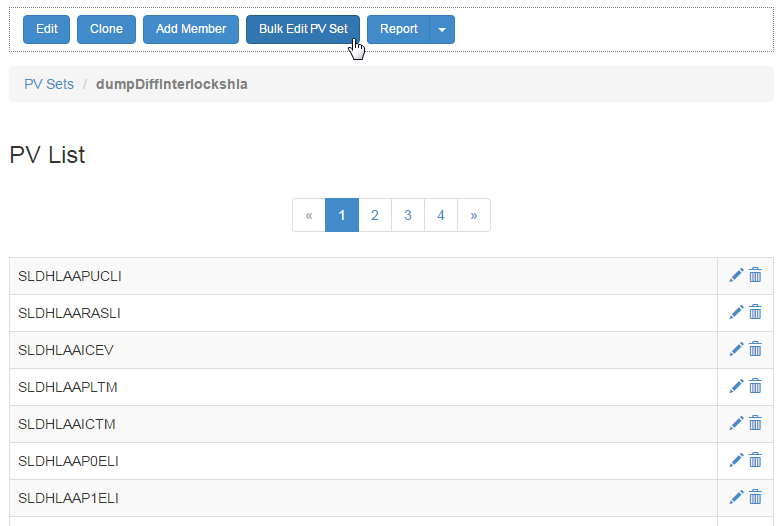 Edit Clone Add Member Bulk Edit PV Set Report
PV Sets / dumpDiffInterockshla
PV List
« 1 2 3 4 »
SLDHLAAPUCLI
SLDHLAARASLI
SLDHLAAICEV
SLDHLAAPLTM
SLDHLAAICTM
SLDHLAAP0ELI
SLDHLAAP1ELI